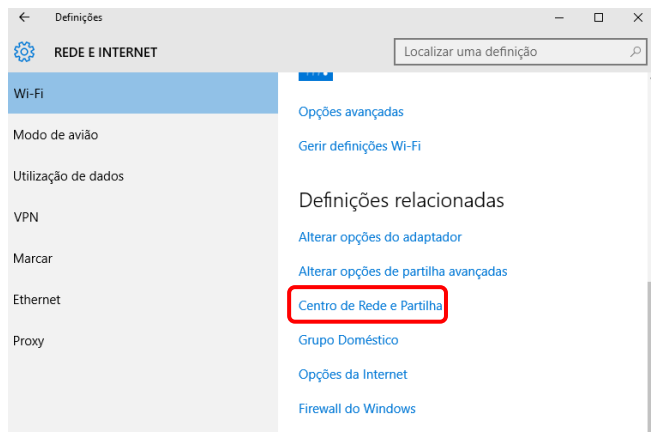 Definições
REDE E INTERNET
Localizar uma definição
Wi-Fi
Modo de avião
Utilização de dados
VPN
Marcar
Ethernet
Proxy
Opções avançadas
Gerir definições Wi-Fi
Definições relacionadas
Alterar opções do adaptador
Alterar opções de partilha avançadas
Centro de Rede e Partilha
Grupo Doméstico
Opções da Internet
Firewall do Windows